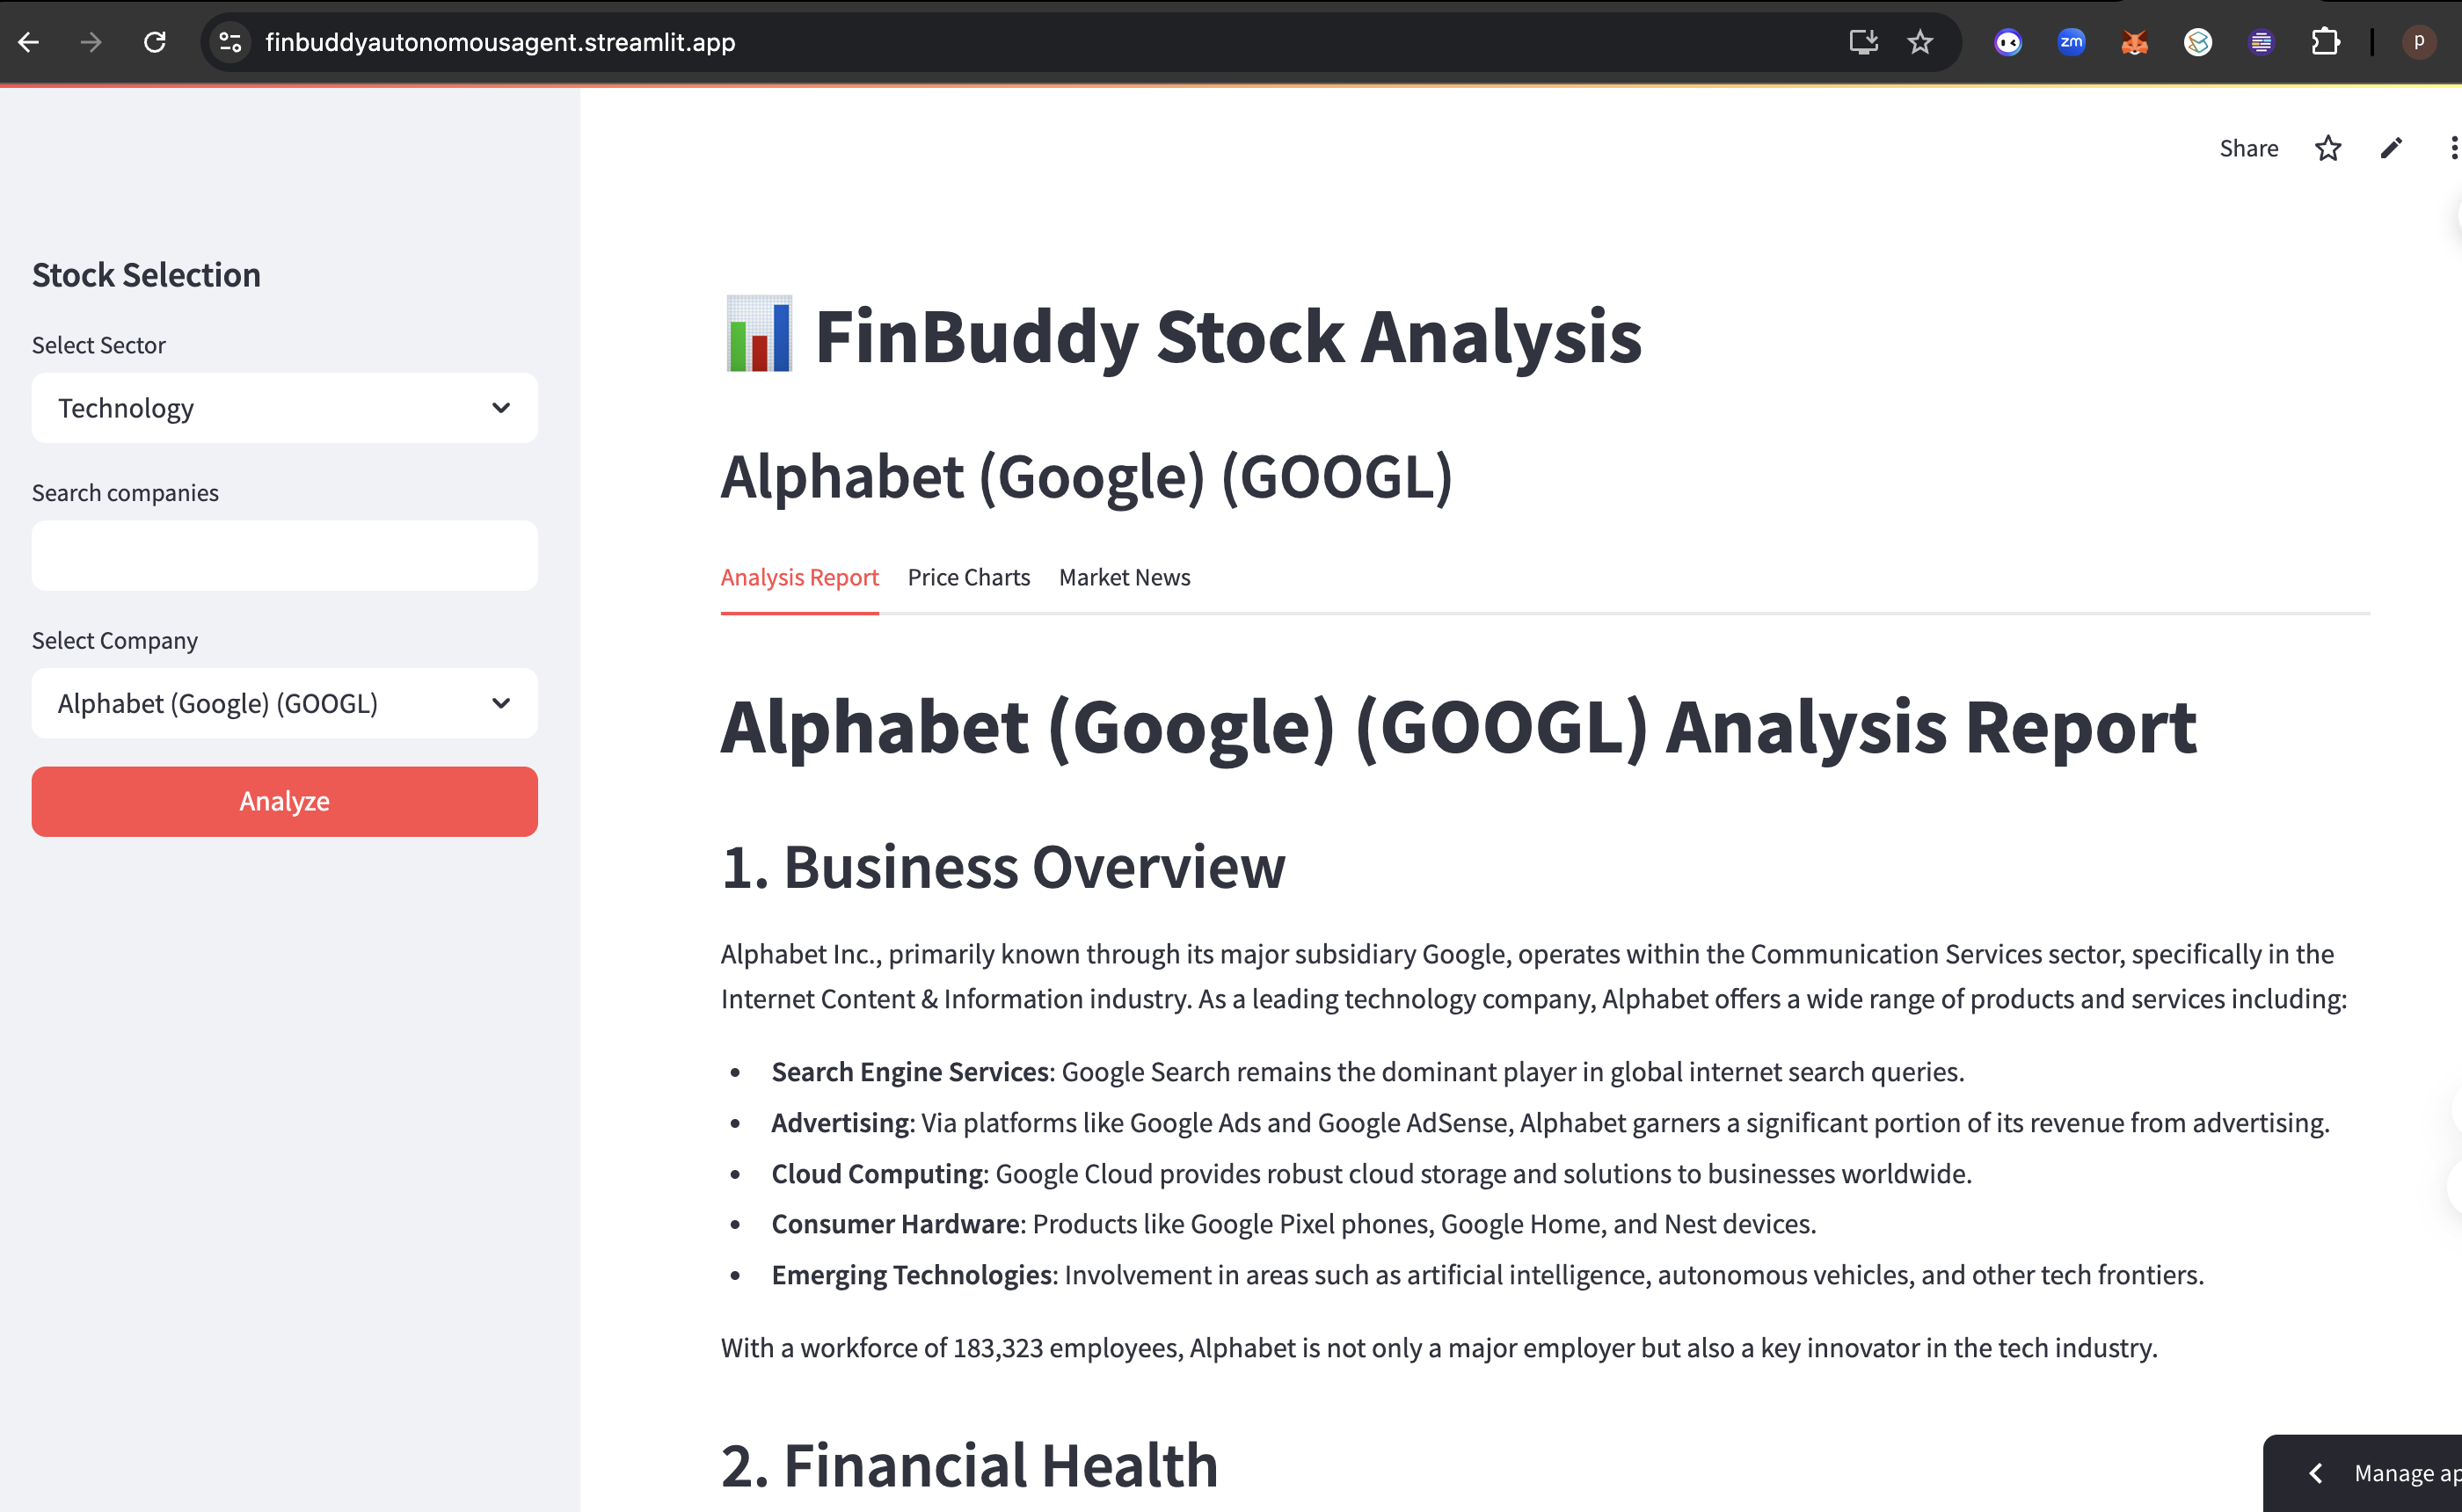 finbuddyautonomousagent.streamlit.app
zm
p
Share
Stock Selection
Select Sector
Technology
Search companies
Select Company
Alphabet (Google) (GOOGL)
Analyze
FinBuddy Stock Analysis
Alphabet (Google) (GOOGL)
Analysis Report Price Charts Market News
Alphabet (Google) (GOOGL) Analysis Report
1. Business Overview
Alphabet Inc., primarily known through its major subsidiary Google, operates within the Communication Services sector, specifically in the
Internet Content & Information industry. As a leading technology company, Alphabet offers a wide range of products and services including:
• Search Engine Services: Google Search remains the dominant player in global internet search queries.
• Advertising: Via platforms like Google Ads and Google AdSense, Alphabet garners a significant portion of its revenue from advertising.
• Cloud Computing: Google Cloud provides robust cloud storage and solutions to businesses worldwide.
• Consumer Hardware: Products like Google Pixel phones, Google Home, and Nest devices.
• Emerging Technologies: Involvement in areas such as artificial intelligence, autonomous vehicles, and other tech frontiers.
With a workforce of 183,323 employees, Alphabet is not only a major employer but also a key innovator in the tech industry.
2. Financial Health
Manage ap